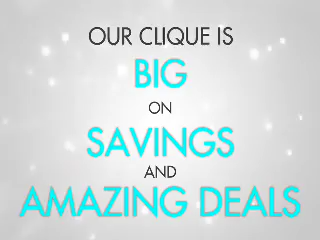 OUR CLIQUE IS
BIG
ON
SAVINGS
AND
AMAZING DEALS